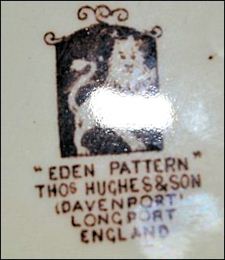 "EDEN PATTERN"
THOS HUGHES & SON
(DAVENPORT)
LONGPORT
ENGLAND